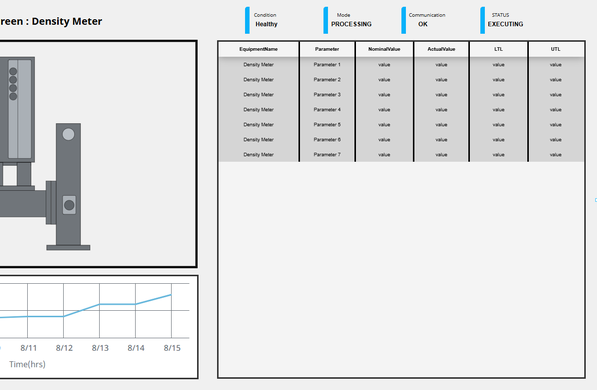 reen : Density Meter
Condition
Healthy
Mode
PROCESSING
Communication
OK
STATUS
EXECUTING
EquipmentName Parameter NominalValue ActualValue LTL UTL
Density Meter Parameter 1 value value value value
Density Meter Parameter 2 value value value value
Density Meter Parameter 3 value value value value
Density Meter Parameter 4 value value value value
Density Meter Parameter 5 value value value value
Density Meter Parameter 6 value value value value
Density Meter Parameter 7 value value value value
8/11 8/12 8/13 8/14 8/15
Time(hrs)